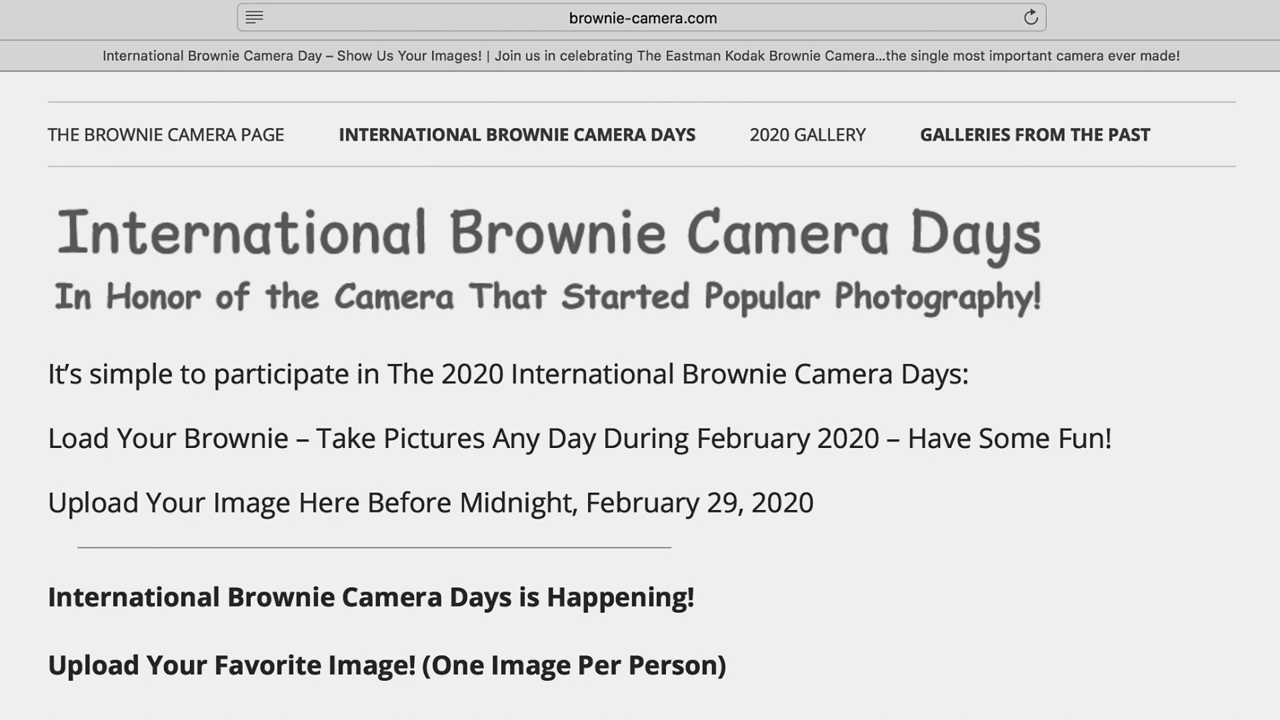 brownie-camera.com
International Brownie Camera Day – Show Us Your Images! | Join us in celebrating The Eastman Kodak Brownie Camera...the single most important camera ever made!
THE BROWNIE CAMERA PAGE INTERNATIONAL BROWNIE CAMERA DAYS 2020 GALLERY GALLERIES FROM THE PAST
International Brownie Camera Days
In Honor of the Camera That Started Popular Photography!
It’s simple to participate in The 2020 International Brownie Camera Days:
Load Your Brownie – Take Pictures Any Day During February 2020 – Have Some Fun!
Upload Your Image Here Before Midnight, February 29, 2020
International Brownie Camera Days is Happening!
Upload Your Favorite Image! (One Image Per Person)